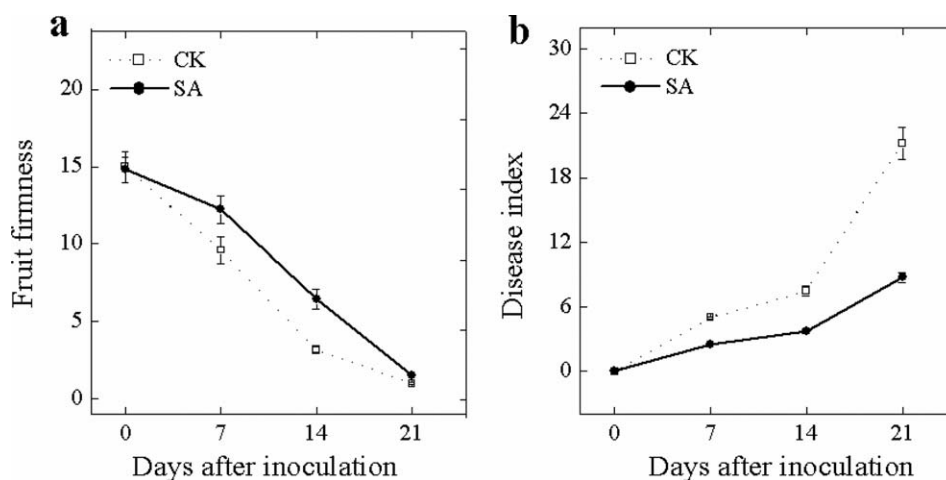 a
CK
SA
20
15
10
5
0
Fruit firmness
0 7 14 21
Days after inoculation
b
CK
SA
30
24
18
12
6
0
Disease index
0 7 14 21
Days after inoculation